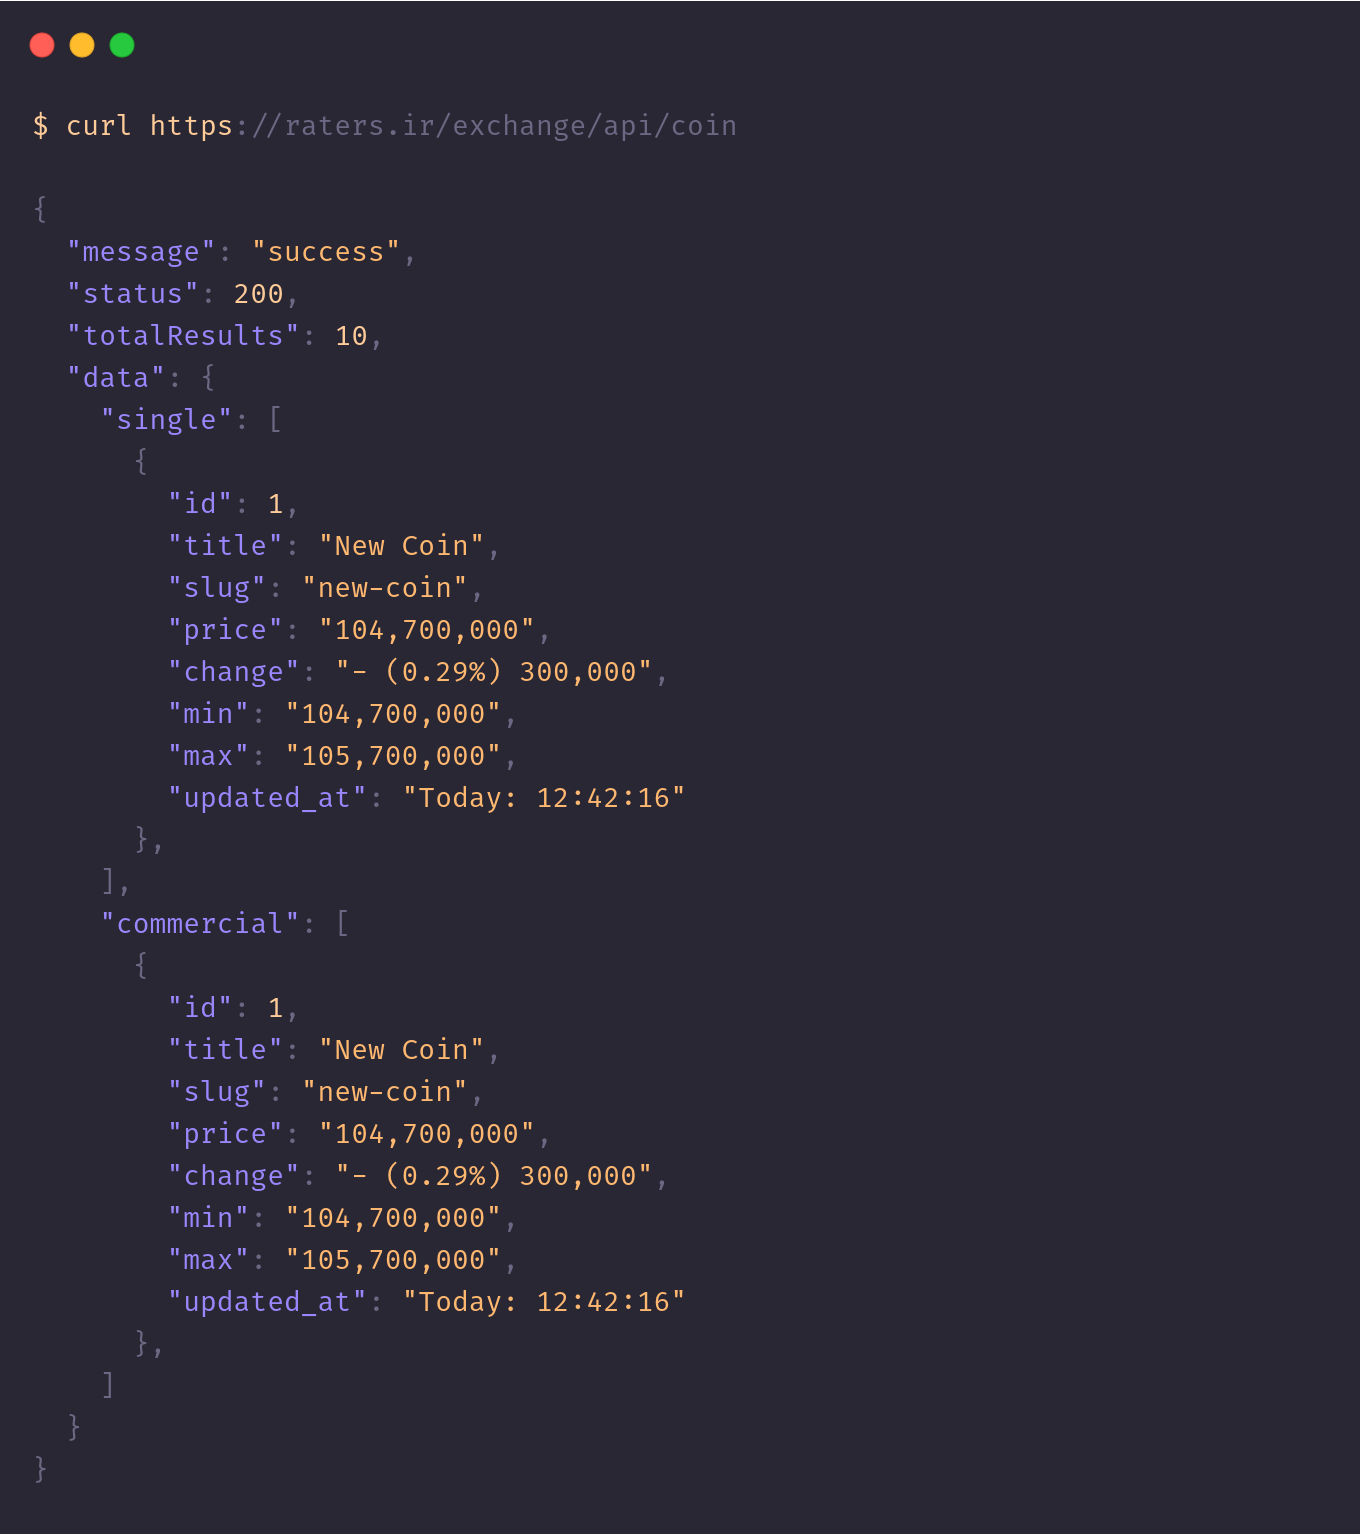 $ curl https://raters.ir/exchange/api/coin

{
  "message": "success",
  "status": 200,
  "totalResults": 10,
  "data": {
    "single": [
      {
        "id": 1,
        "title": "New Coin",
        "slug": "new-coin",
        "price": "104,700,000",
        "change": "- (0.29%) 300,000",
        "min": "104,700,000",
        "max": "105,700,000",
        "updated_at": "Today: 12:42:16"
      },
    ],
    "commercial": [
      {
        "id": 1,
        "title": "New Coin",
        "slug": "new-coin",
        "price": "104,700,000",
        "change": "- (0.29%) 300,000",
        "min": "104,700,000",
        "max": "105,700,000",
        "updated_at": "Today: 12:42:16"
      },
    ]
  }
}